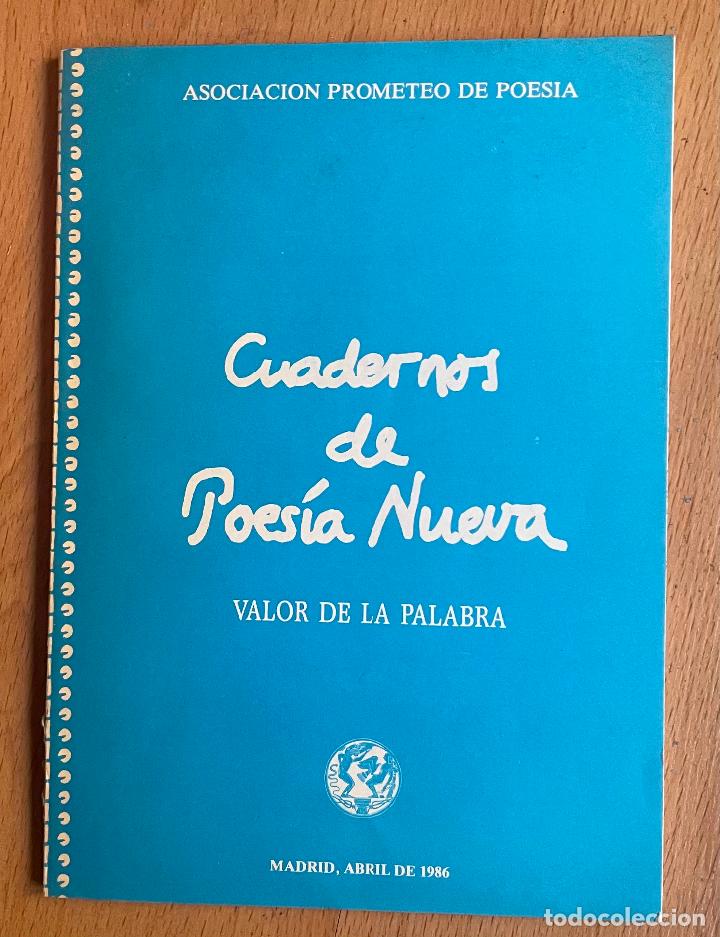 ASOCIACION PROMETEO DE POESIA
Cuadernos
de
Poesía Nueva
VALOR DE LA PALABRA
MADRID, ABRIL DE 1986
todocoleccion